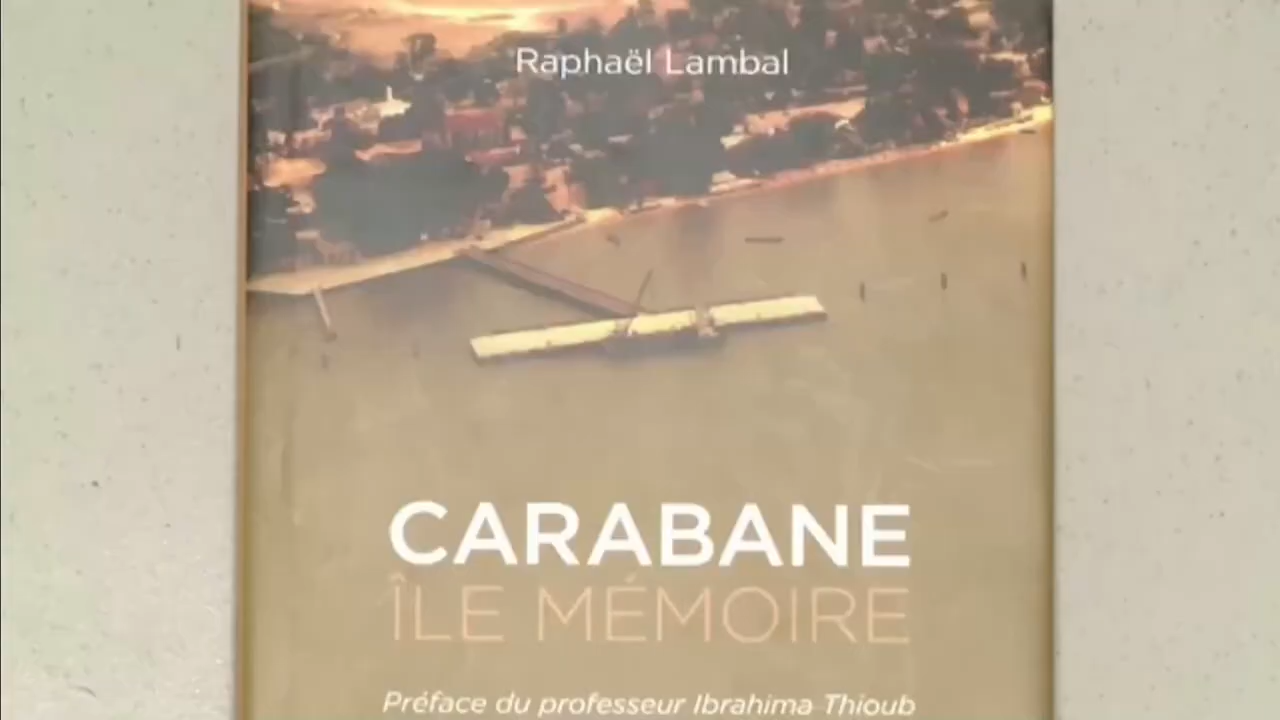 Raphaël Lambal
CARABANE
ÎLE MÉMOIRE
Préface du professeur Ibrahima Thioub